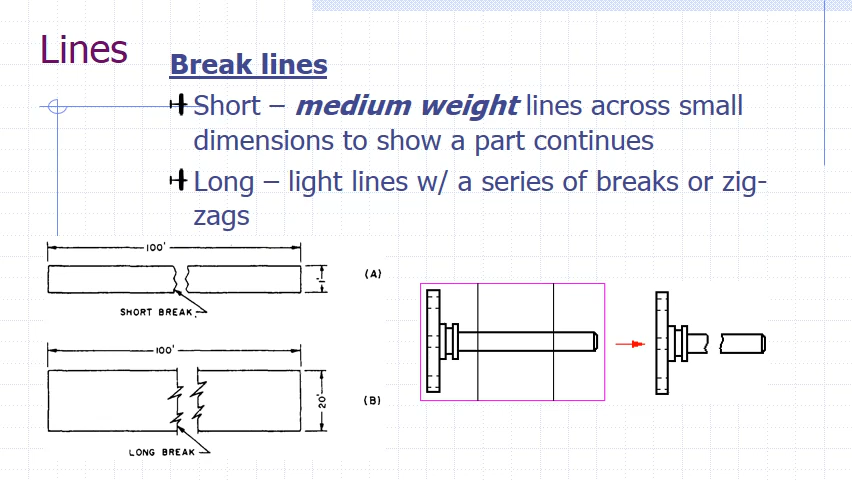 Lines
Break lines
Short – medium weight lines across small
dimensions to show a part continues
Long – light lines w/ a series of breaks or zig-
zags
100'
1'
(A)
SHORT BREAK
100'
20'
(B)
LONG BREAK